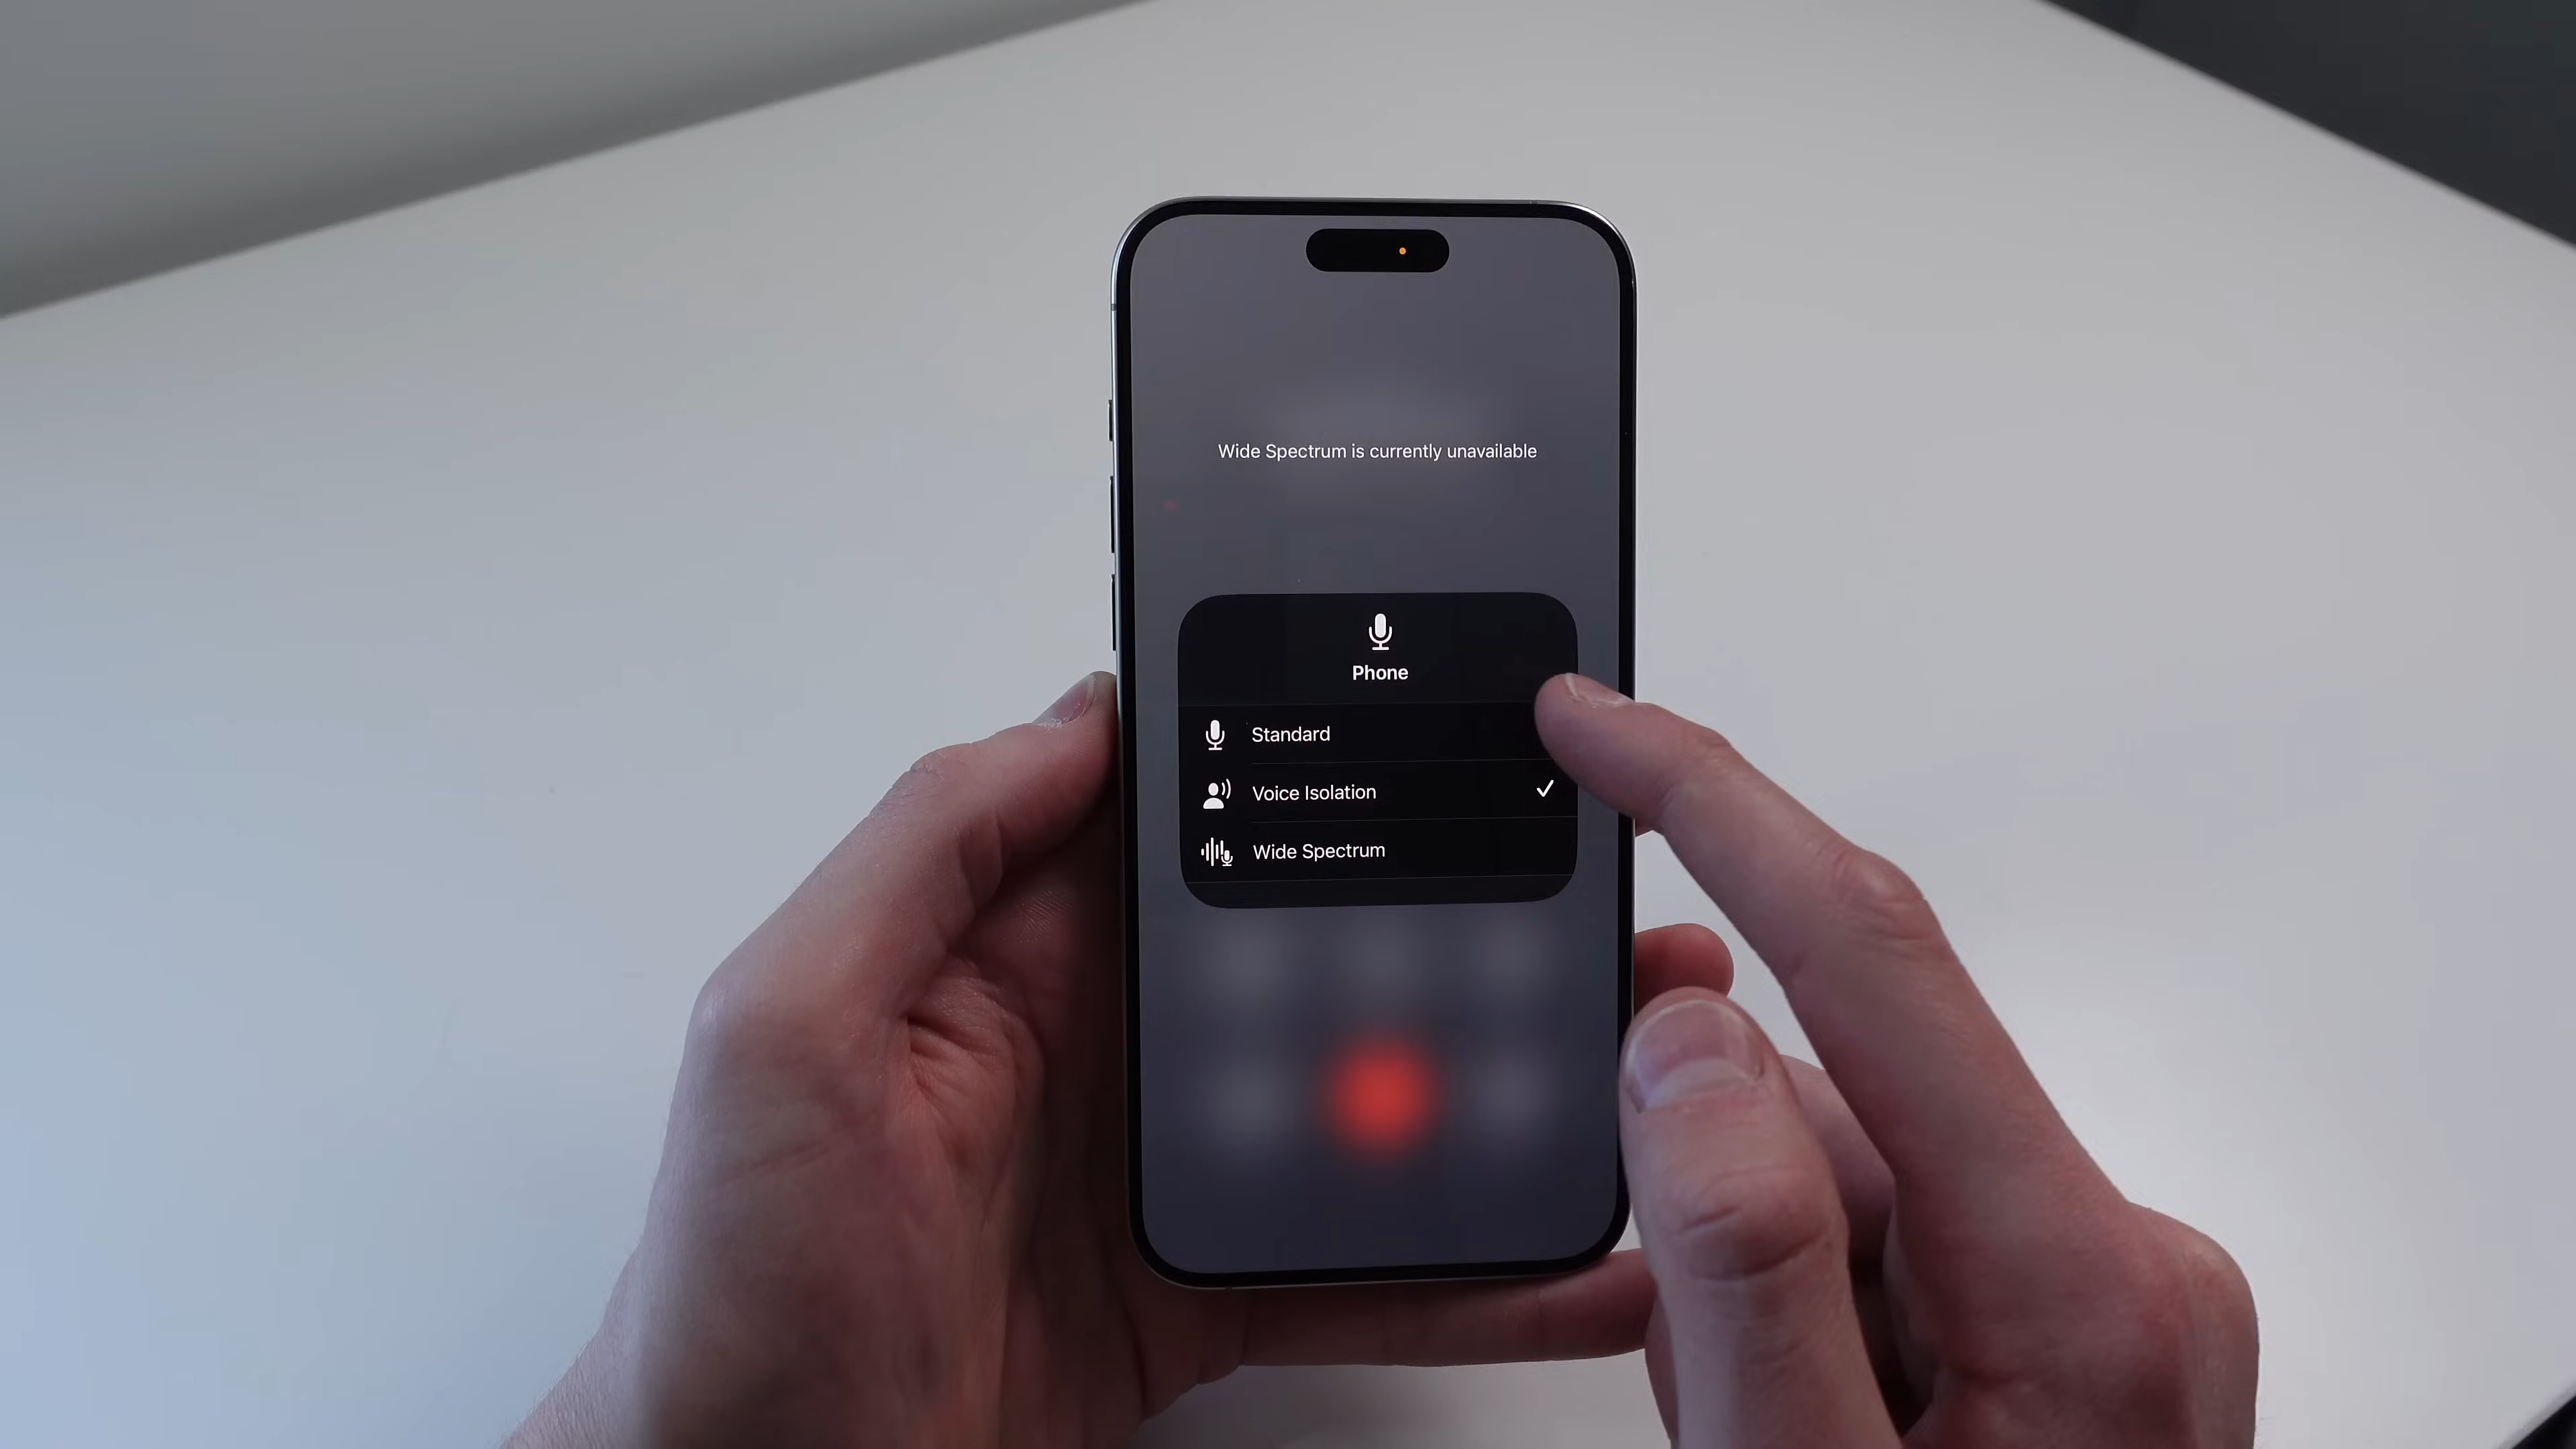 Wide Spectrum is currently unavailable
Phone
Standard
Voice Isolation
Wide Spectrum